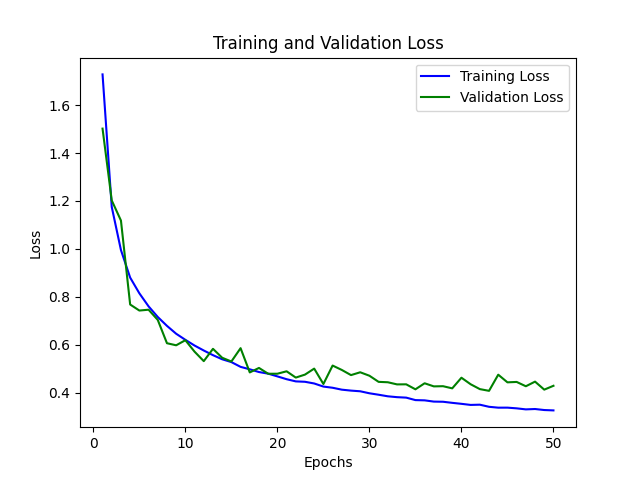 Training and Validation Loss
Training Loss
Validation Loss
1.6
1.4
1.2
1.0
0.8
0.6
0.4
Loss
0 10 20 30 40 50
Epochs